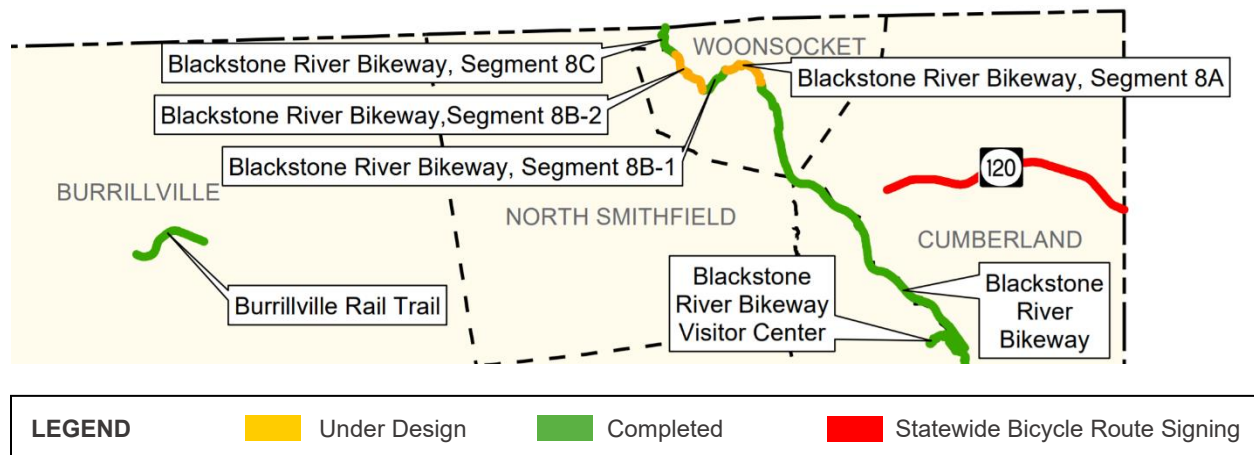 WOONSOCKET
Blackstone River Bikeway, Segment 8C
Blackstone River Bikeway, Segment 8A
Blackstone River Bikeway,Segment 8B-2
Blackstone River Bikeway, Segment 8B-1
120
BURRILLVILLE
NORTH SMITHFIELD
CUMBERLAND
Burrillville Rail Trail
Blackstone
River Bikeway
Visitor Center
Blackstone
River
Bikeway
LEGEND
Under Design
Completed
Statewide Bicycle Route Signing